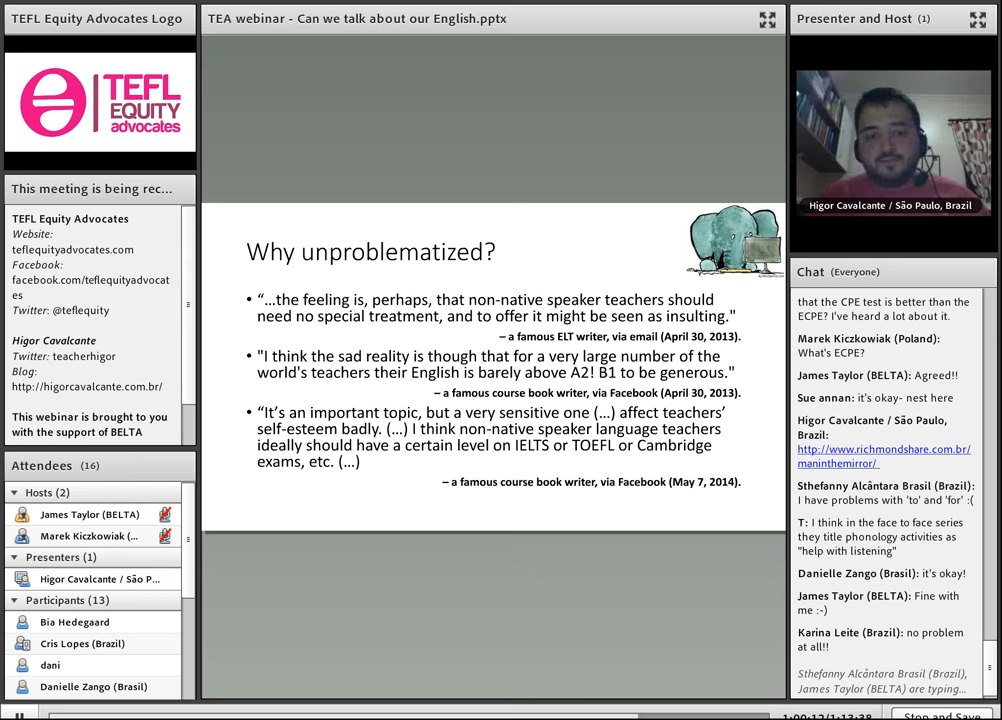 TEFL Equity Advocates Logo
TEFL
EQUITY
advocates
This meeting is being rec...
TEFL Equity Advocates
Website:
teflequityadvocates.com
Facebook:
facebook.com/teflequityadvocat
es
Twitter: @teflequity
Higor Cavalcante
Twitter: teacherhigor
Blog:
http://higorcavalcante.com.br/
This webinar is brought to you
with the support of BELTA
Attendees (16)
Hosts (2)
James Taylor (BELTA)
Marek Kiczkowiak (...
Presenters (1)
Higor Cavalcante / São P...
Participants (13)
Bia Hedegaard
Cris Lopes (Brazil)
dani
Danielle Zango (Brasil)
TEA webinar - Can we talk about our English.pptx
Why unproblematized?
• “...the feeling is, perhaps, that non-native speaker teachers should
need no special treatment, and to offer it might be seen as insulting."
– a famous ELT writer, via email (April 30, 2013).
• "I think the sad reality is though that for a very large number of the
world's teachers their English is barely above A2! B1 to be generous."
– a famous course book writer, via Facebook (April 30, 2013).
• “It’s an important topic, but a very sensitive one (...) affect teachers’
self-esteem badly. (...) I think non-native speaker language teachers
ideally should have a certain level on IELTS or TOEFL or Cambridge
exams, etc. (...)
– a famous course book writer, via Facebook (May 7, 2014).
Presenter and Host (1)
Higor Cavalcante / São Paulo, Brazil
Chat (Everyone)
that the CPE test is better than the
ECPE? I've heard a lot about it.
Marek Kiczkowiak (Poland):
What's ECPE?
James Taylor (BELTA): Agreed!!
Sue annan: it's okay- nest here
Higor Cavalcante / São Paulo,
Brazil:
http://www.richmondshare.com.br/
maninthemirror/
Sthefanny Alcântara Brasil (Brazil):
I have problems with 'to' and 'for' :(
T: I think in the face to face series
they title phonology activities as
"help with listening"
Danielle Zango (Brasil): it's okay!
James Taylor (BELTA): Fine with
me :-)
Karina Leite (Brazil): no problem
at all!!
Sthefanny Alcântara Brasil (Brazil),
James Taylor (BELTA) are typing...
1:00:12/1:13:38
Stop and Save